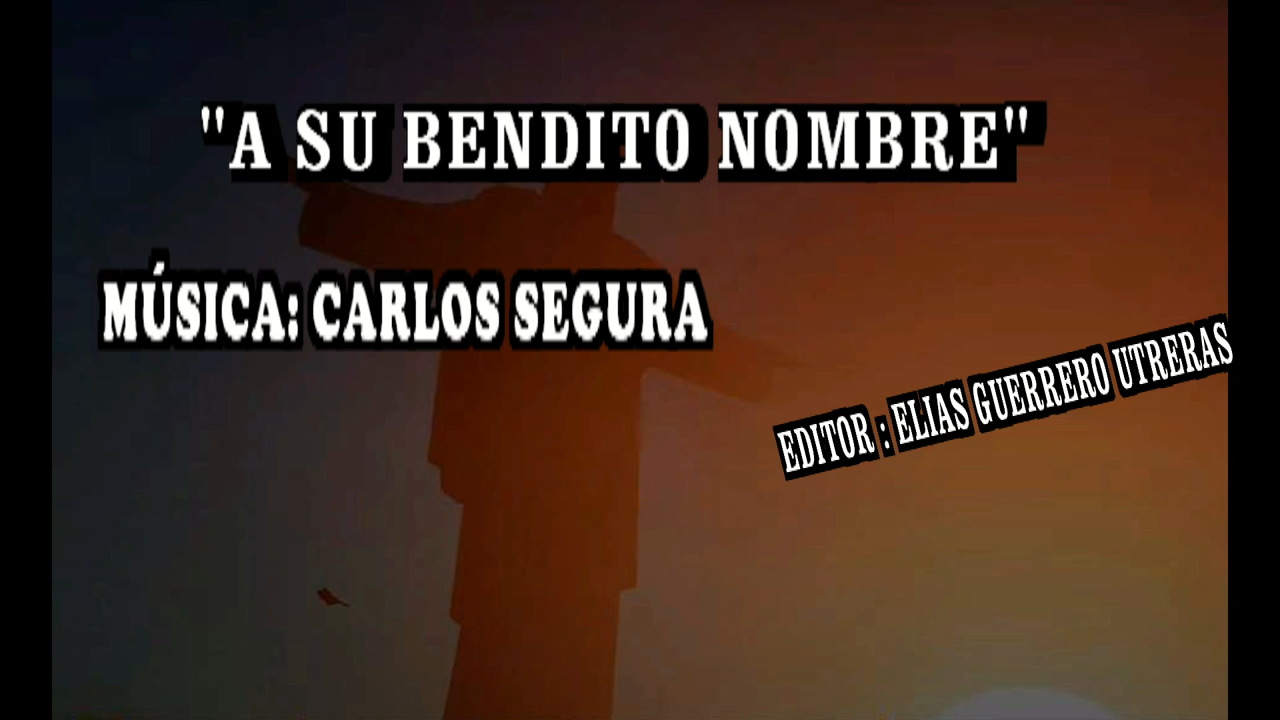 "A SU BENDITO NOMBRE"
MÚSICA: CARLOS SEGURA
EDITOR : ELIAS GUERRERO UTRERAS